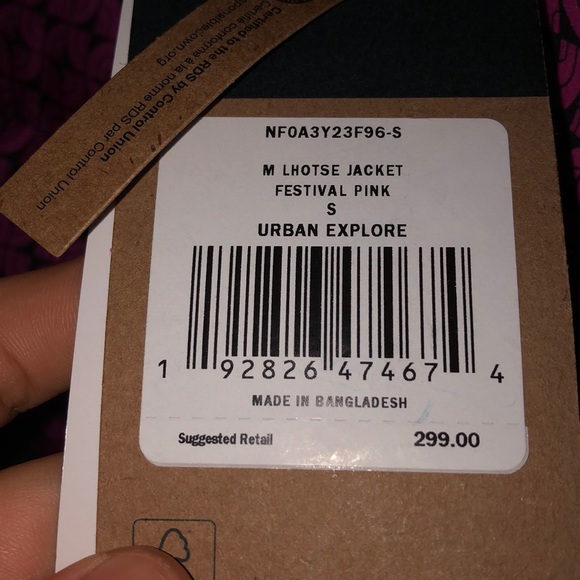 Certified to the RDS by Control Union
Certifié conforme à la norme RDS par Control Union
NF0A3Y23F96-S
M LHOTSE JACKET
FESTIVAL PINK
S
URBAN EXPLORE
1 92826 47467 4
MADE IN BANGLADESH
Suggested Retail 299.00